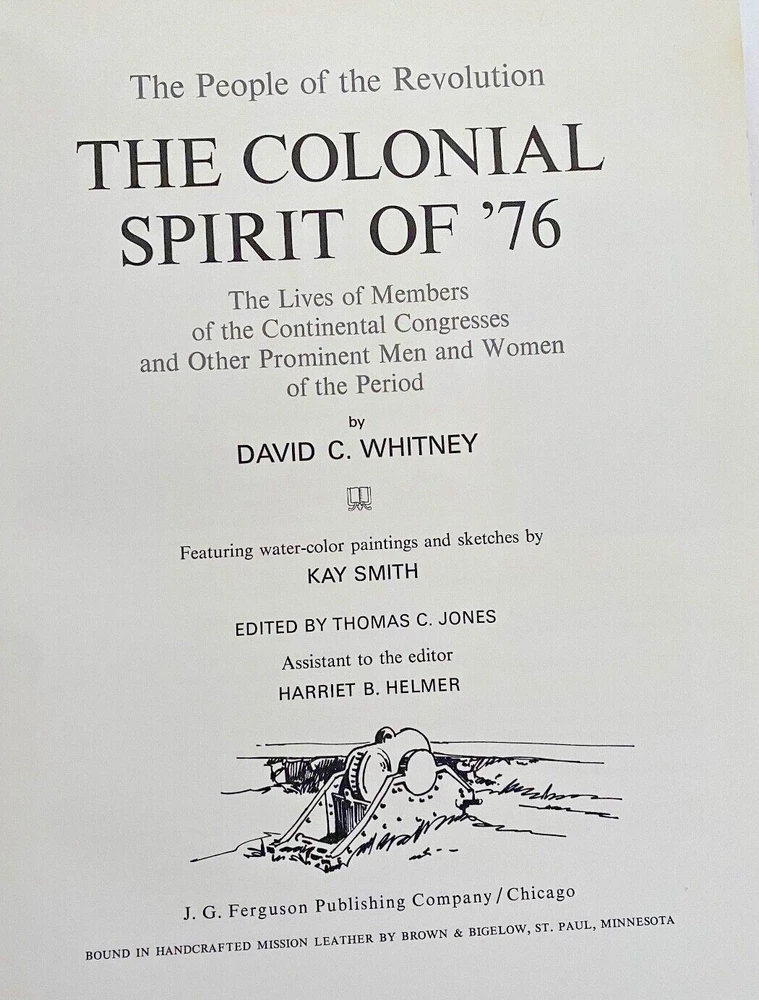 The People of the Revolution
THE COLONIAL
SPIRIT OF ’76
The Lives of Members
of the Continental Congresses
and Other Prominent Men and Women
of the Period
by
DAVID C. WHITNEY
Featuring water-color paintings and sketches by
KAY SMITH
EDITED BY THOMAS C. JONES
Assistant to the editor
HARRIET B. HELMER
J. G. Ferguson Publishing Company / Chicago
BOUND IN HANDCRAFTED MISSION LEATHER BY BROWN & BIGELOW, ST. PAUL, MINNESOTA